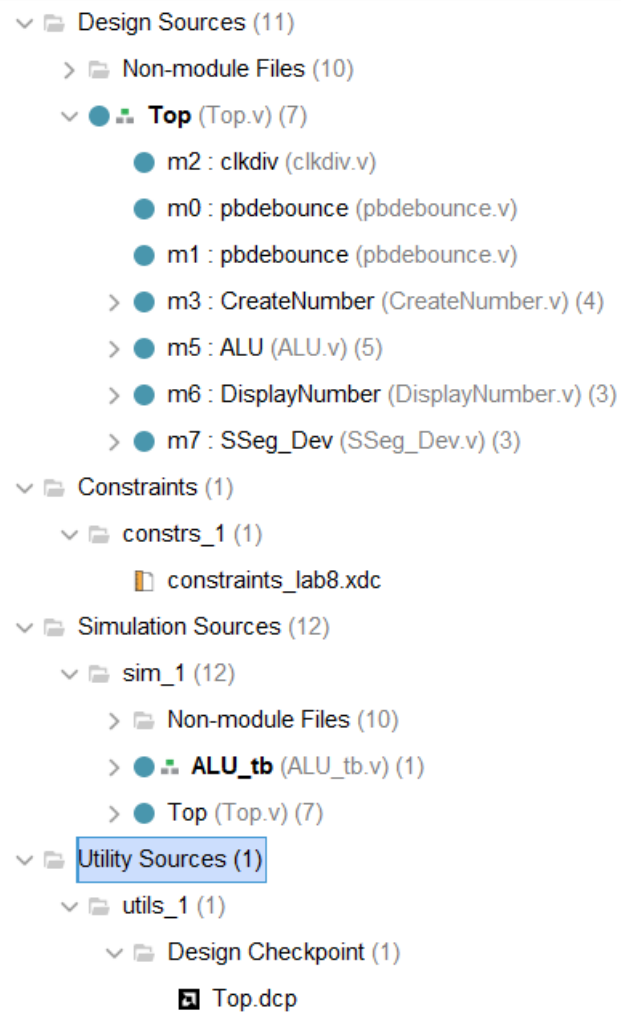 Design Sources (11)
Non-module Files (10)
Top (Top.v) (7)
m2 : clkdiv (clkdiv.v)
m0 : pbdebounce (pbdebounce.v)
m1 : pbdebounce (pbdebounce.v)
m3 : CreateNumber (CreateNumber.v) (4)
m5 : ALU (ALU.v) (5)
m6 : DisplayNumber (DisplayNumber.v) (3)
m7 : SSeg_Dev (SSeg_Dev.v) (3)
Constraints (1)
constrs_1 (1)
constraints_lab8.xdc
Simulation Sources (12)
sim_1 (12)
Non-module Files (10)
ALU_tb (ALU_tb.v) (1)
Top (Top.v) (7)
Utility Sources (1)
utils_1 (1)
Design Checkpoint (1)
Top.dcp